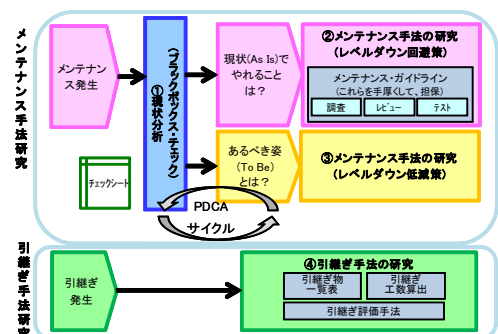 メンテナンス手法研究
メンテナン
ス発生
チェックシート
①現状分析
(ブラックボックス・チェック)
現状(As Is)で
やれることと
は？
②メンテナンス手法の研究
(レベルダウン回避策)
メンテナンス・ガイドライン
(これらを手厚くして、担保)
調査
レビュー
テスト
あるべき姿
(To Be)
とは？
③メンテナンス手法の研究
(レベルダウン低減策)
PDCA
サイクル
引継ぎ手法研究
引継ぎ
発生
④引継ぎ手法の研究
引継ぎ物
一覧表
引継ぎ
工数算出
引継ぎ評価手法